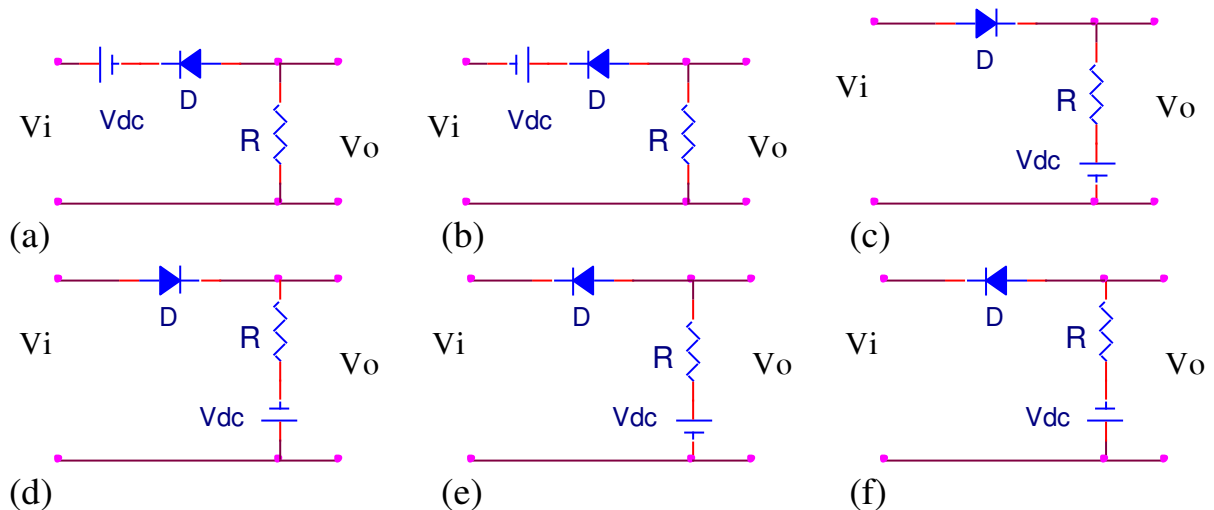 Vi Vdc D R Vo
(a)
Vi Vdc D R Vo
(b)
Vi D R Vdc Vo
(c)
Vi D R Vdc Vo
(d)
Vi D R Vdc Vo
(e)
Vi D R Vdc Vo
(f)